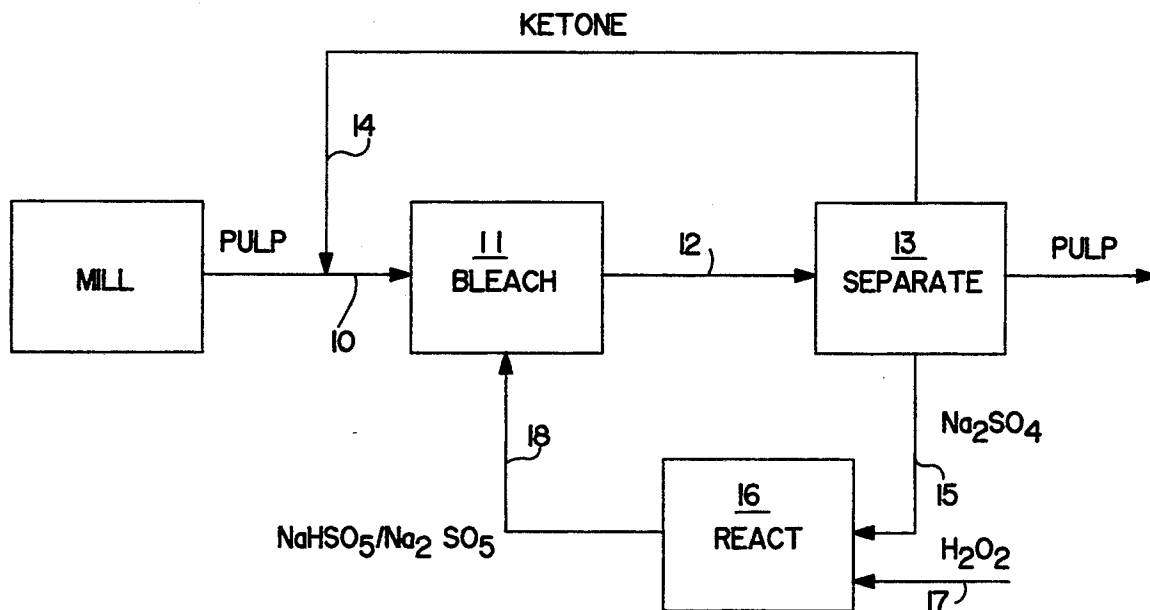 KETONE
14
PULP
11
12
13
PULP
MILL
BLEACH
SEPARATE
10
18
Na2SO4
16
15
NaHSO5/Na2 SO5
REACT
H2O2
17